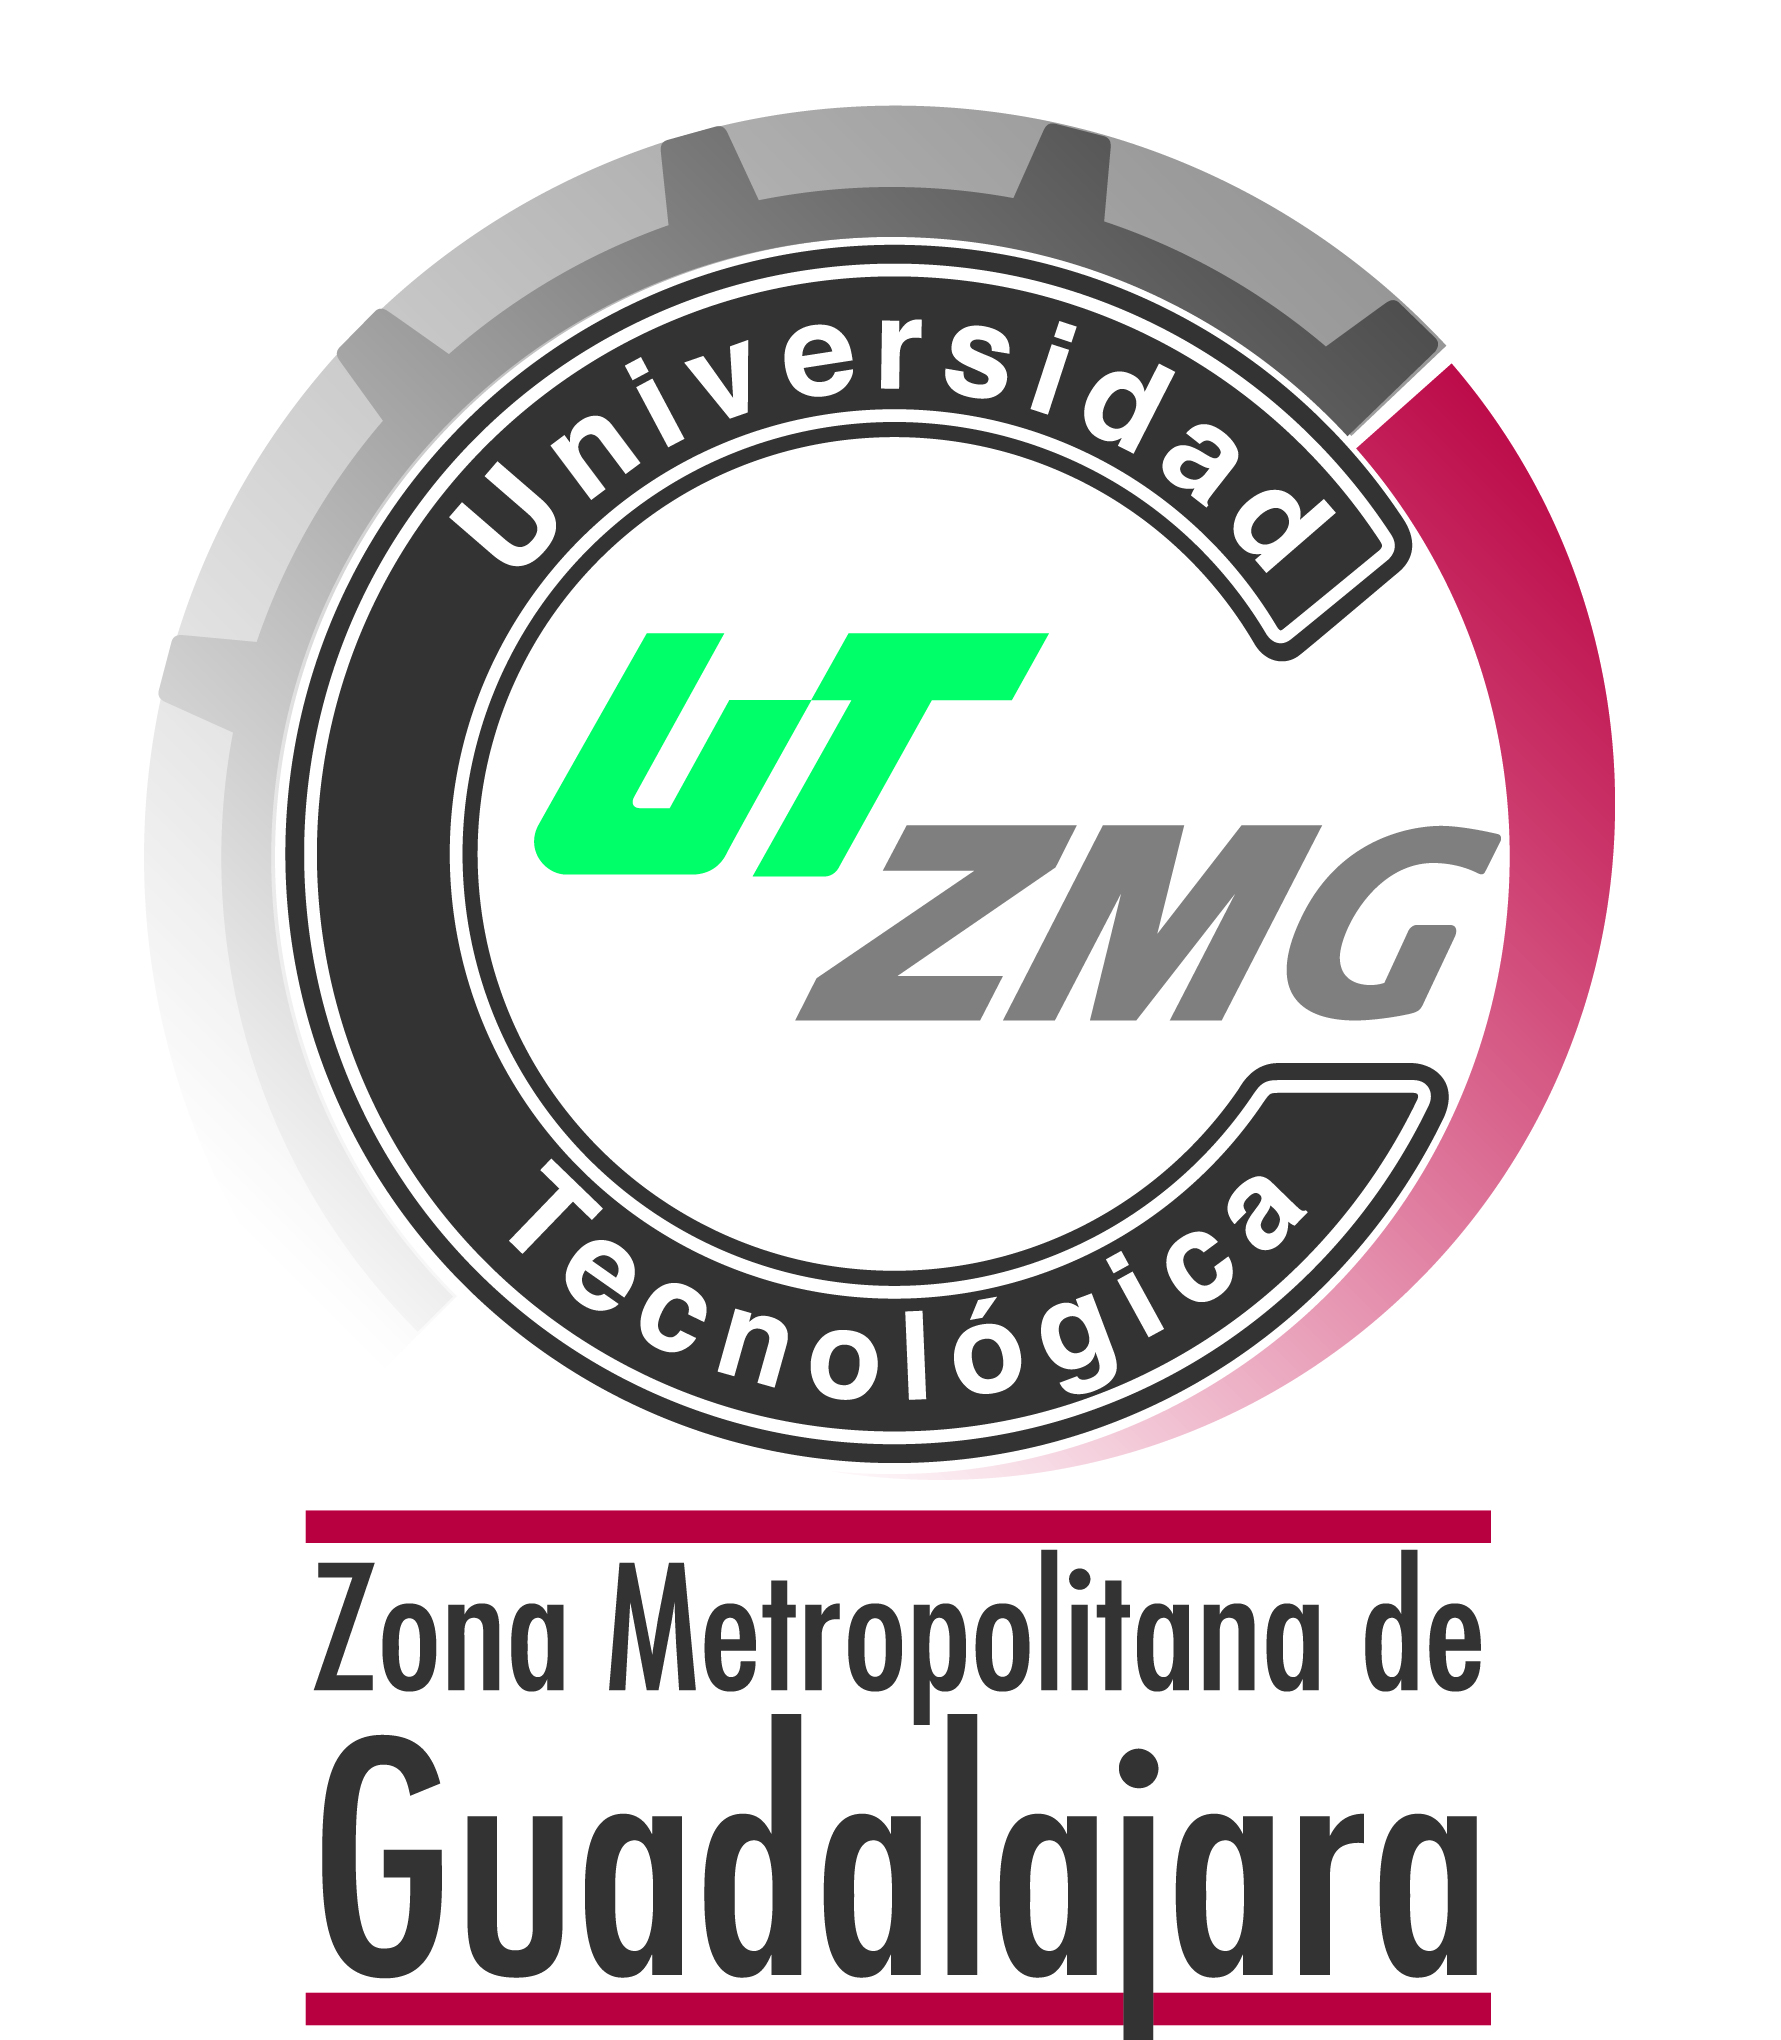 Universidad
UT
ZMG
Tecnológica
Zona Metropolitana de
Guadalajara